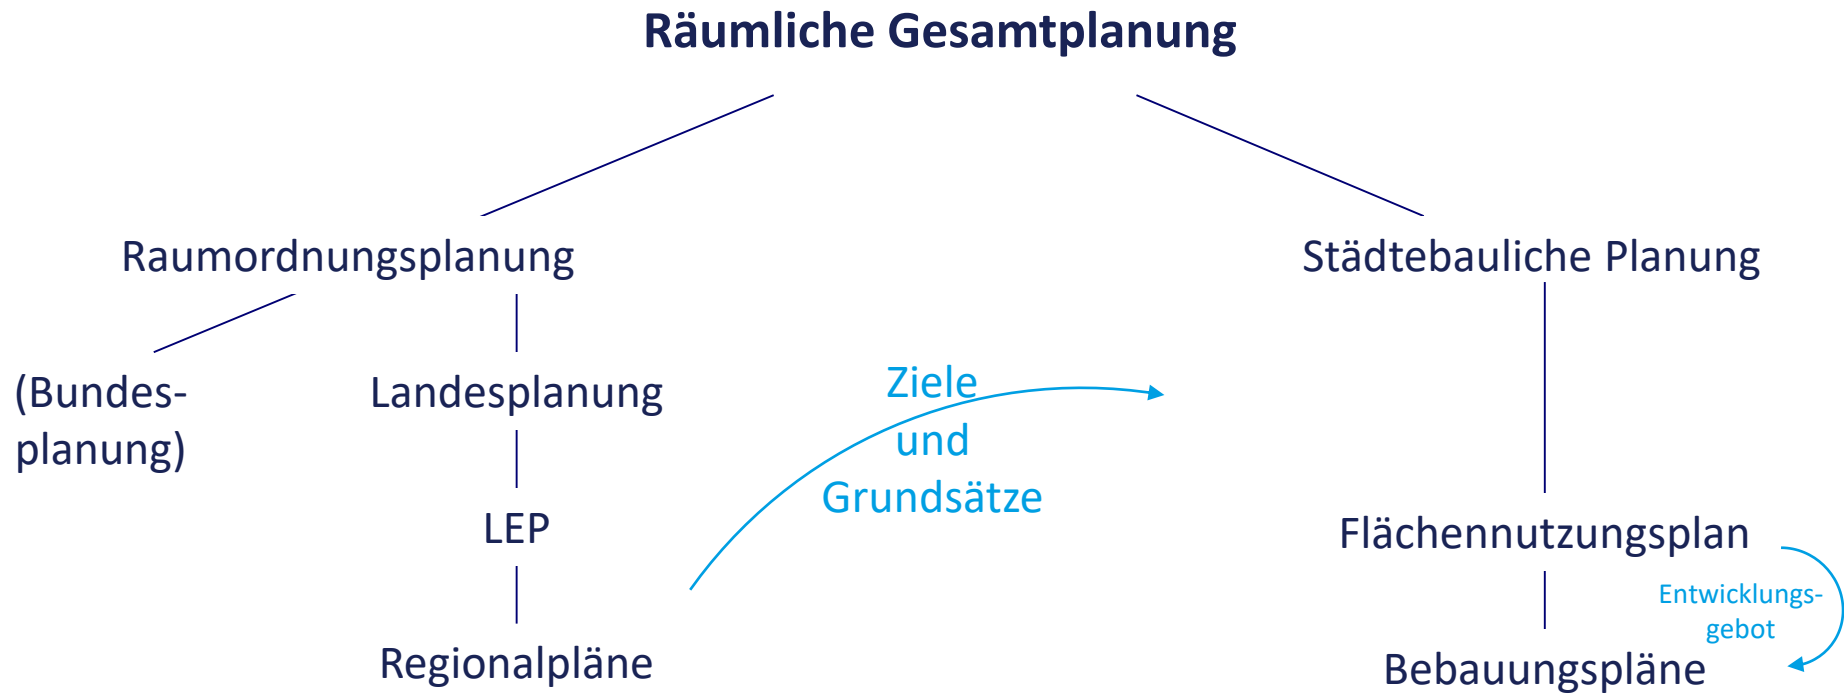 Räumliche Gesamtplanung
Raumordnungsplanung
Städtebauliche Planung
(Bundes-
planung)
Landesplanung
LEP
Regionalpläne
Ziele
und
Grundsätze
Flächennutzungsplan
Entwicklungs-
gebot
Bebauungspläne